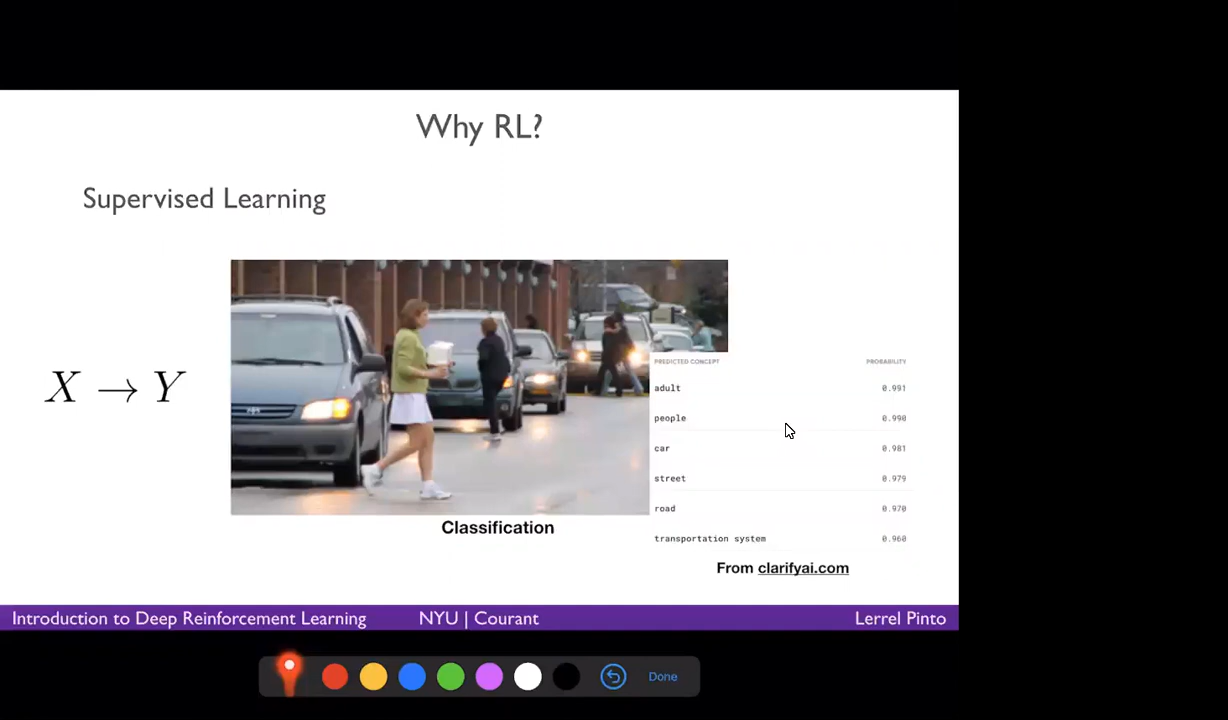 Why RL?
Supervised Learning
X → Y
PREDICTED CONCEPT PROBABILITY
adult 0.991
people 0.990
car 0.981
street 0.979
road 0.970
transportation system 0.960
Classification
From clarifyai.com
Introduction to Deep Reinforcement Learning NYU | Courant Lerrel Pinto
Done